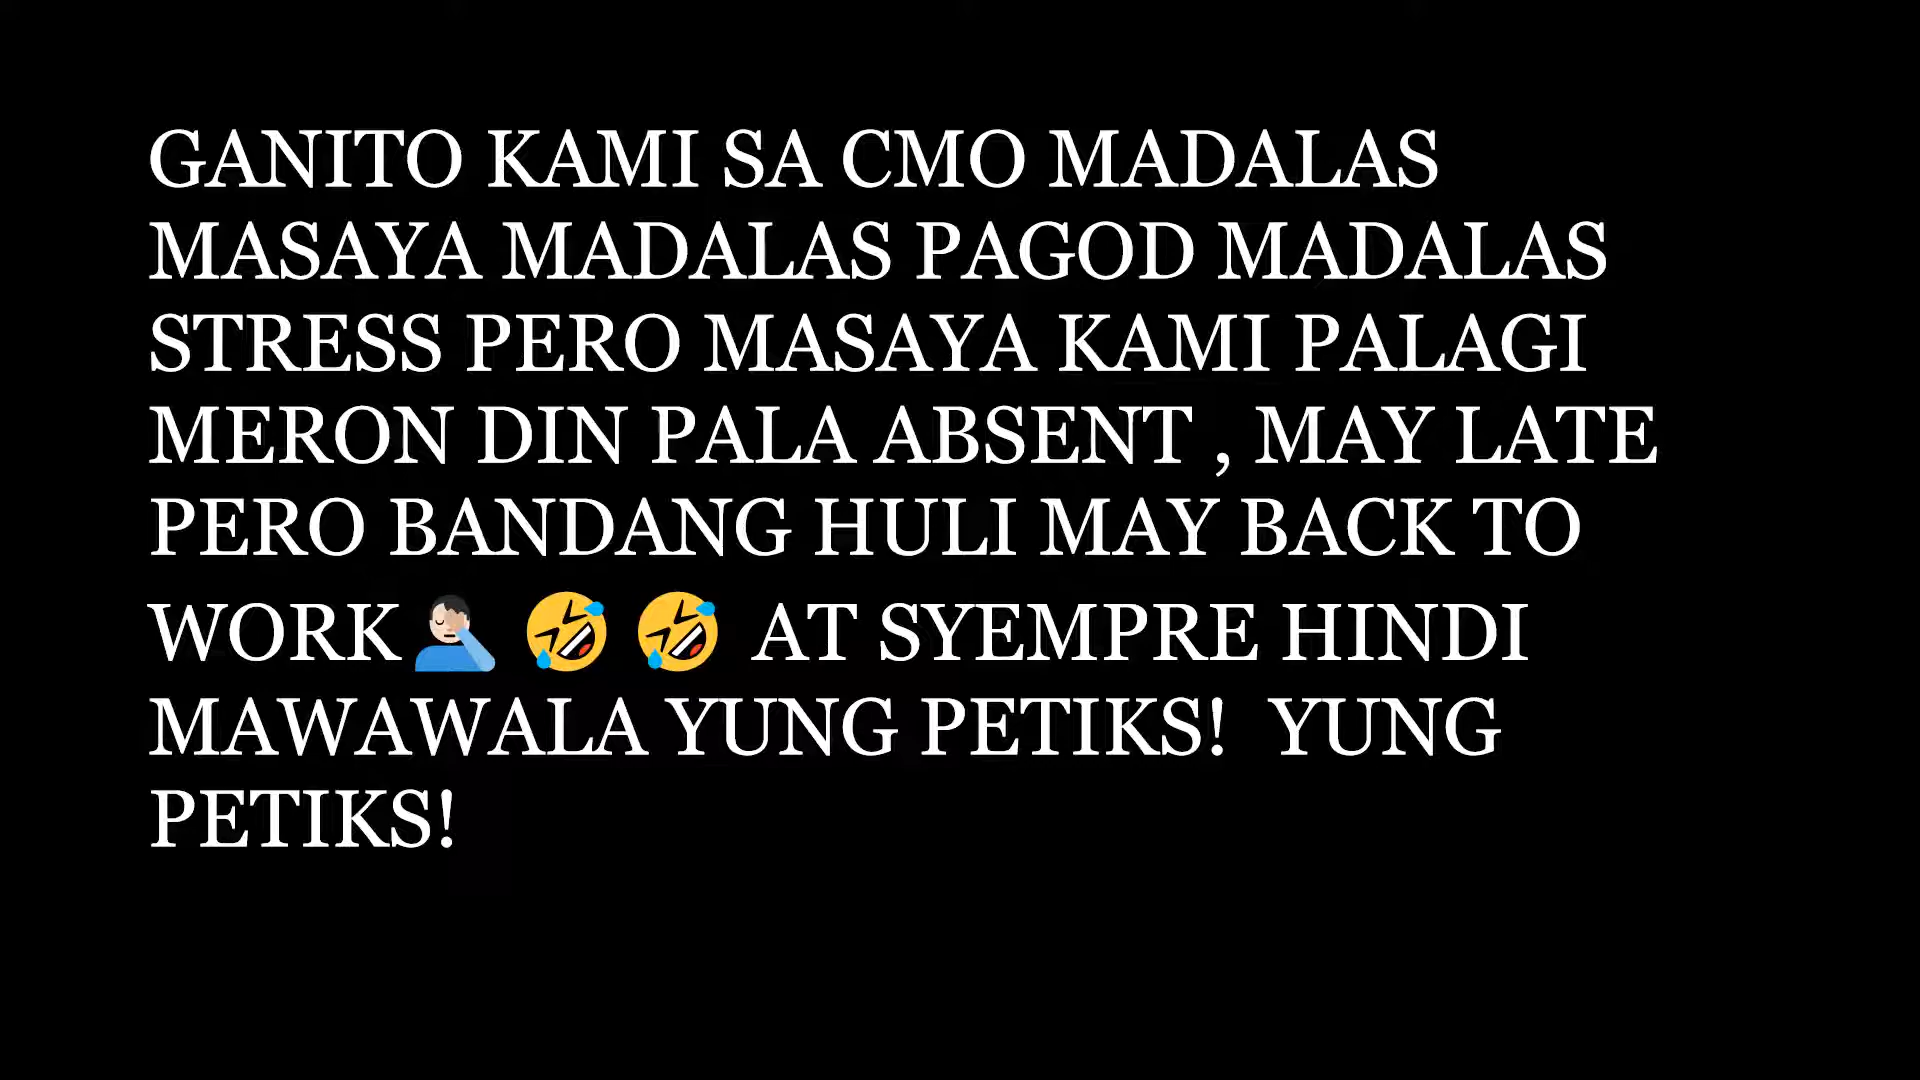 GANITO KAMI SA CMO MADALAS
MASAYA MADALAS PAGOD MADALAS
STRESS PERO MASAYA KAMI PALAGI
MERON DIN PALA ABSENT , MAY LATE
PERO BANDANG HULI MAY BACK TO
WORK🤦🏻‍♂️ 🤣 🤣 AT SYEMPRE HINDI
MAWAWALA YUNG PETIKS!  YUNG
PETIKS!